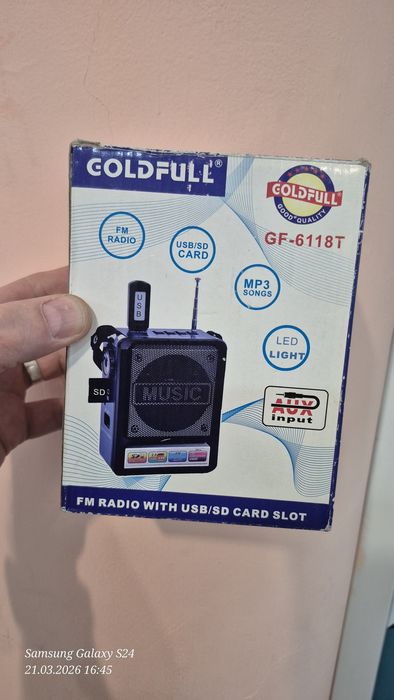 GOLDFULL®
GOLDFULL
GOOD QUALITY
GF-6118T
FM
RADIO
USB/SD
CARD
MP3
SONGS
LED
LIGHT
USB
SD
MUSIC
AUX
input
FM RADIO WITH USB/SD CARD SLOT
Samsung Galaxy S24
21.03.2026 16:45